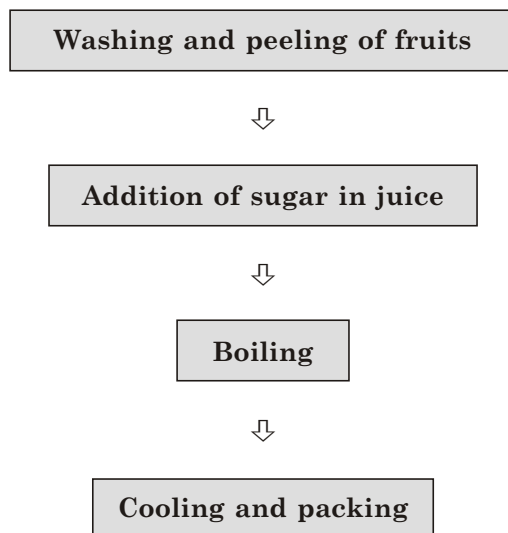 Washing and peeling of fruits
Addition of sugar in juice
Boiling
Cooling and packing